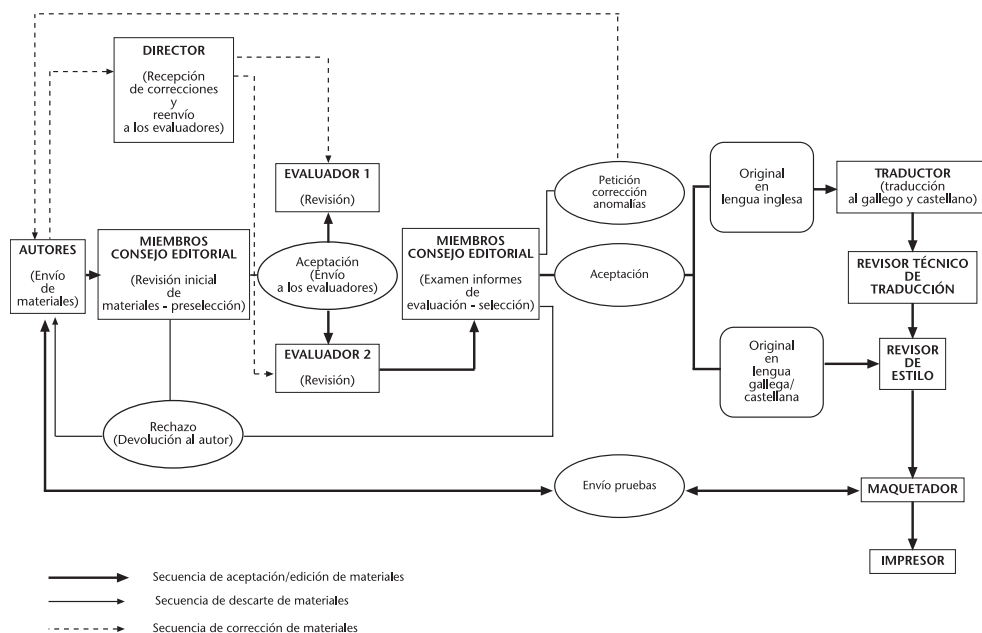 DIRECTOR
(Recepción
de correcciones
y
reenvío
a los evaluadores)
EVALUADOR 1
(Revisión)
Petición
corrección
anomalías
Original
en
lengua inglesa
TRADUCTOR
(traducción
al gallego y castellano)
AUTORES
(Envío
de
materiales)
MIEMBROS
CONSEJO EDITORIAL
(Revisión inicial
de
materiales - preselección)
Aceptación
(Envío
a los evaluadores)
MIEMBROS
CONSEJO EDITORIAL
(Examen informes
de
evaluación - selección)
Aceptación
REVISOR TÉCNICO
DE
TRADUCCIÓN
EVALUADOR 2
(Revisión)
Original
en
lengua
gallega/
castellana
REVISOR
DE
ESTILO
Rechazo
(Devolución al autor)
Envío pruebas
MAQUETADOR
IMPRESOR
Secuencia de aceptación/edición de materiales
Secuencia de descarte de materiales
Secuencia de corrección de materiales